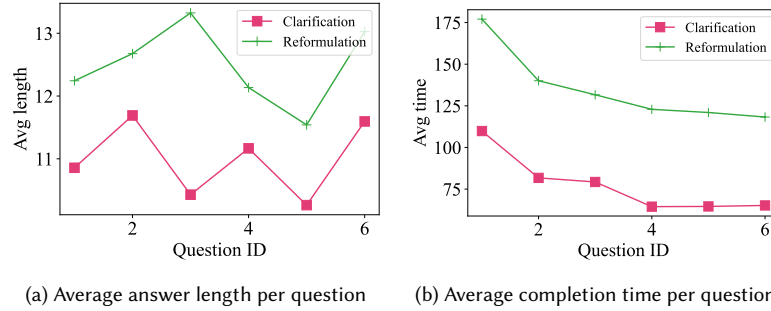 13
12
11
Avg length
2
4
6
Question ID
Clarification
Reformulation
(a) Average answer length per question
175
150
125
100
75
Avg time
2
4
6
Question ID
Clarification
Reformulation
(b) Average completion time per question